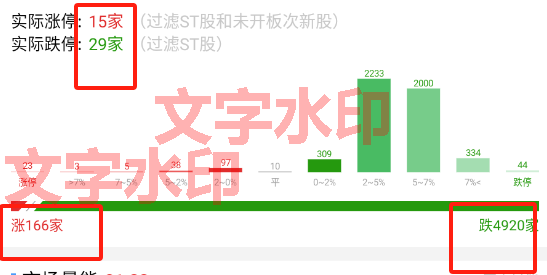 实际涨停: 15家 (过滤ST股和未开板次新股)
实际跌停: 29家 (过滤ST股)
文字水印
文字水印
23 3 5 38 97 10 309 2233 2000 334 44
涨停 >7% 7~5% 5~2% 2~0% 平 0~2% 2~5% 5~7% 7%< 跌停
涨166家 跌4920家